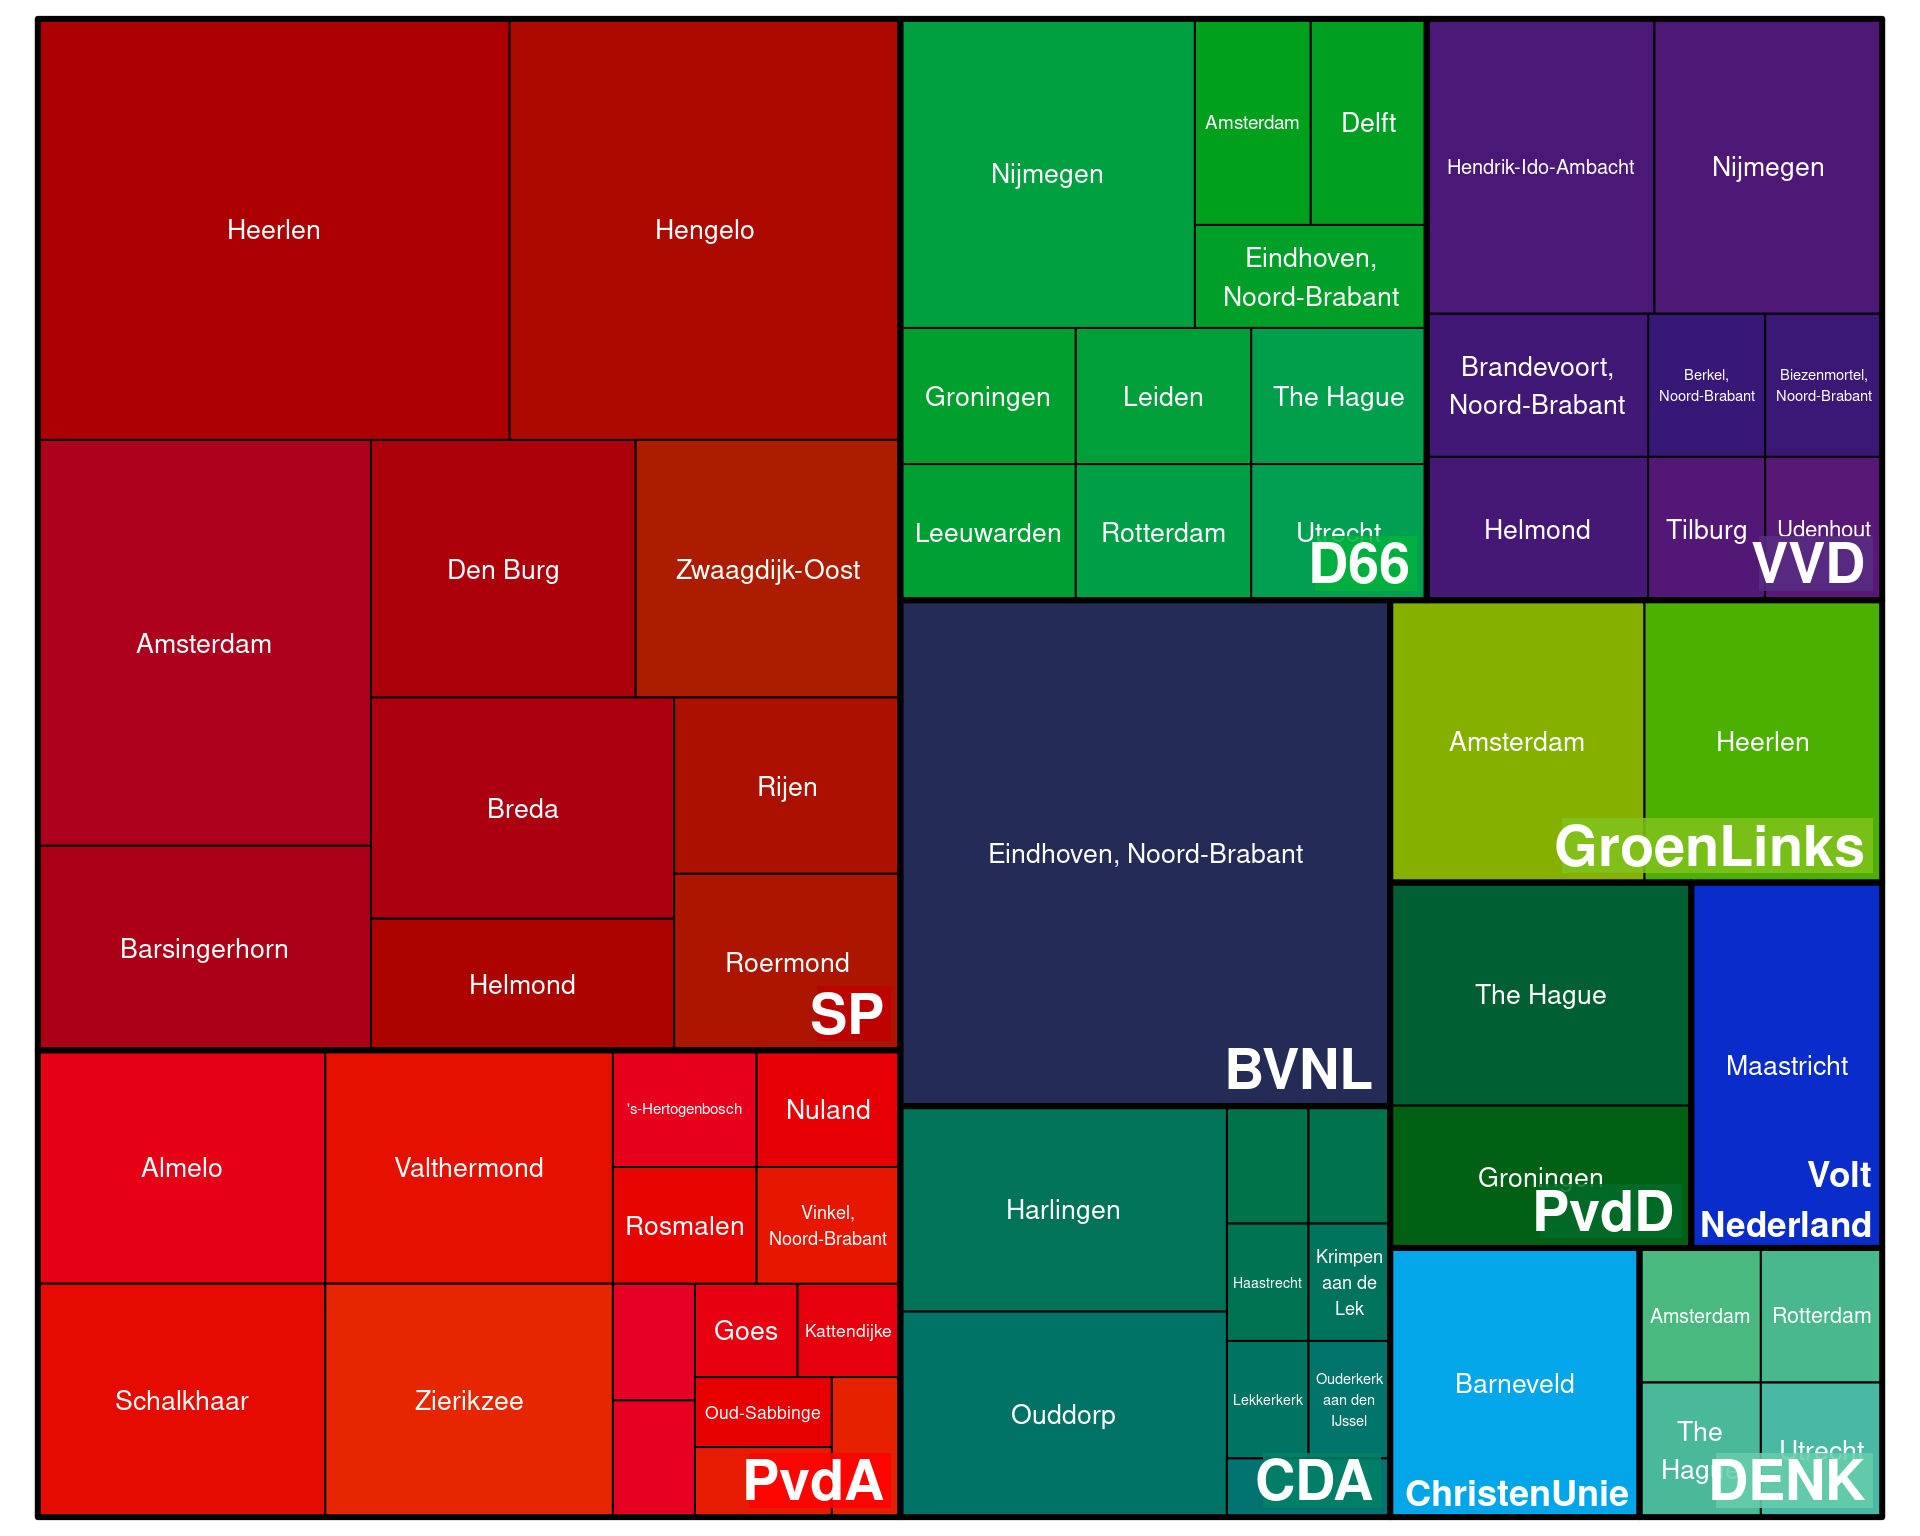 Heerlen
Hengelo
Amsterdam
Den Burg
Zwaagdijk-Oost
Breda
Rijen
Barsingerhorn
Helmond
Roermond
SP
Almelo
Valthermond
's-Hertogenbosch
Nuland
Rosmalen
Vinkel,
Noord-Brabant
Schalkhaar
Zierikzee
Goes
Kattendijke
Oud-Sabbinge
PvdA
Nijmegen
Amsterdam
Delft
Eindhoven,
Noord-Brabant
Groningen
Leiden
The Hague
Leeuwarden
Rotterdam
Utrecht
D66
Hendrik-Ido-Ambacht
Nijmegen
Brandevoort,
Noord-Brabant
Berkel,
Noord-Brabant
Biezenmortel,
Noord-Brabant
Helmond
Tilburg
Udenhout
VVD
Eindhoven, Noord-Brabant
BVNL
Amsterdam
Heerlen
GroenLinks
The Hague
Groningen
PvdD
Maastricht
Volt
Nederland
Harlingen
Ouddorp
Haastrecht
Krimpen
aan de
Lek
Lekkerkerk
Ouderkerk
aan den
IJssel
CDA
Barneveld
ChristenUnie
Amsterdam
Rotterdam
The
Hague
Utrecht
DENK